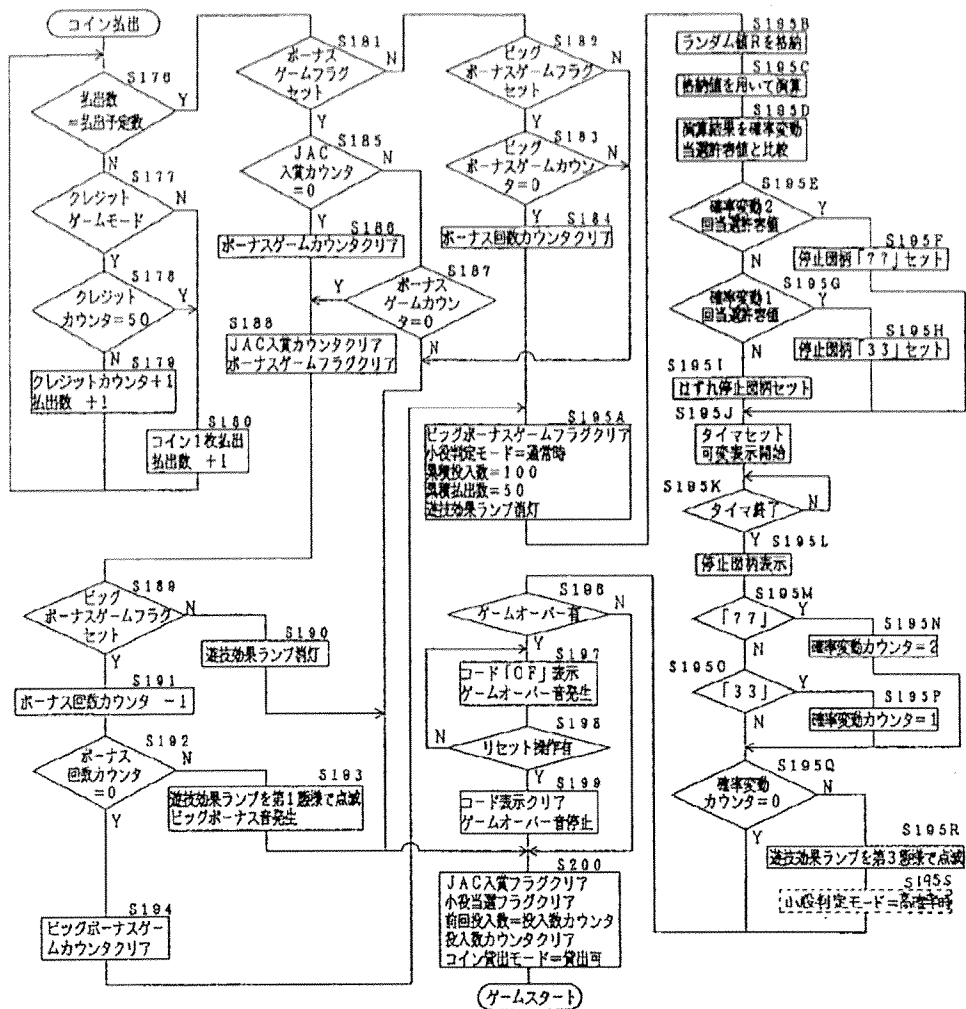 コイン払出
S176
払出数
=払出予定数
Y
N
S177
クレジット
ゲームモード
N
Y
S178
クレジット
カウンタ=50
Y
N
S179
クレジットカウンタ+1
払出数 +1
S180
コイン1枚払出
払出数 +1
S181
ボーナス
ゲームフラグ
セット
N
Y
S185
JAC
入賞カウンタ
=0
N
Y
S186
ボーナスゲームカウンタクリア
S187
ボーナス
ゲームカウン
タ=0
Y
N
S188
JAC入賞カウンタクリア
ボーナスゲームフラグクリア
S182
ビッグ
ボーナスゲームフラグ
セット
N
Y
S183
ビッグ
ボーナスゲームカウン
タ=0
N
Y
S184
ボーナス回数カウンタクリア
S189
ビッグ
ボーナスゲームフラグ
セット
N
Y
S190
遊技効果ランプ消灯
S191
ボーナス回数カウンタ -1
S192
ボーナス
回数カウンタ
=0
N
Y
S193
遊技効果ランプを第1態様で点滅
ビッグボーナス音発生
S194
ビッグボーナスゲー
ムカウンタクリア
S195A
ビッグボーナスゲームフラグクリア
小役判定モード=通常時
累積投入数=100
累積払出数=50
遊技効果ランプ消灯
S195B
ランダム値Rを格納
S195C
格納値を用いて演算
S195D
演算結果を確率変動
当選許容値と比較
S195E
確率変動2
回当選許容値
Y
N
S195F
停止図柄「77」セット
S195G
確率変動1
回当選許容値
Y
N
S195H
停止図柄「33」セット
S195I
はずれ停止図柄セット
S195J
タイマセット
可変表示開始
S195K
タイマ終了
N
Y
S195L
停止図柄表示
S195M
「77」
Y
N
S195N
確率変動カウンタ=2
S195O
「33」
Y
N
S195P
確率変動カウンタ=1
S195Q
確率変動
カウンタ=0
N
Y
S195R
遊技効果ランプを第3態様で点滅
S195S
小役判定モード=高確率時
S196
ゲームオーバー有
N
Y
S197
コード「OF」表示
ゲームオーバー音発生
S198
リセット操作有
N
Y
S199
コード表示クリア
ゲームオーバー音停止
S200
JAC入賞フラグクリア
小役当選フラグクリア
前回投入数=投入数カウンタ
投入数カウンタクリア
コイン貸出モード=貸出可
ゲームスタート